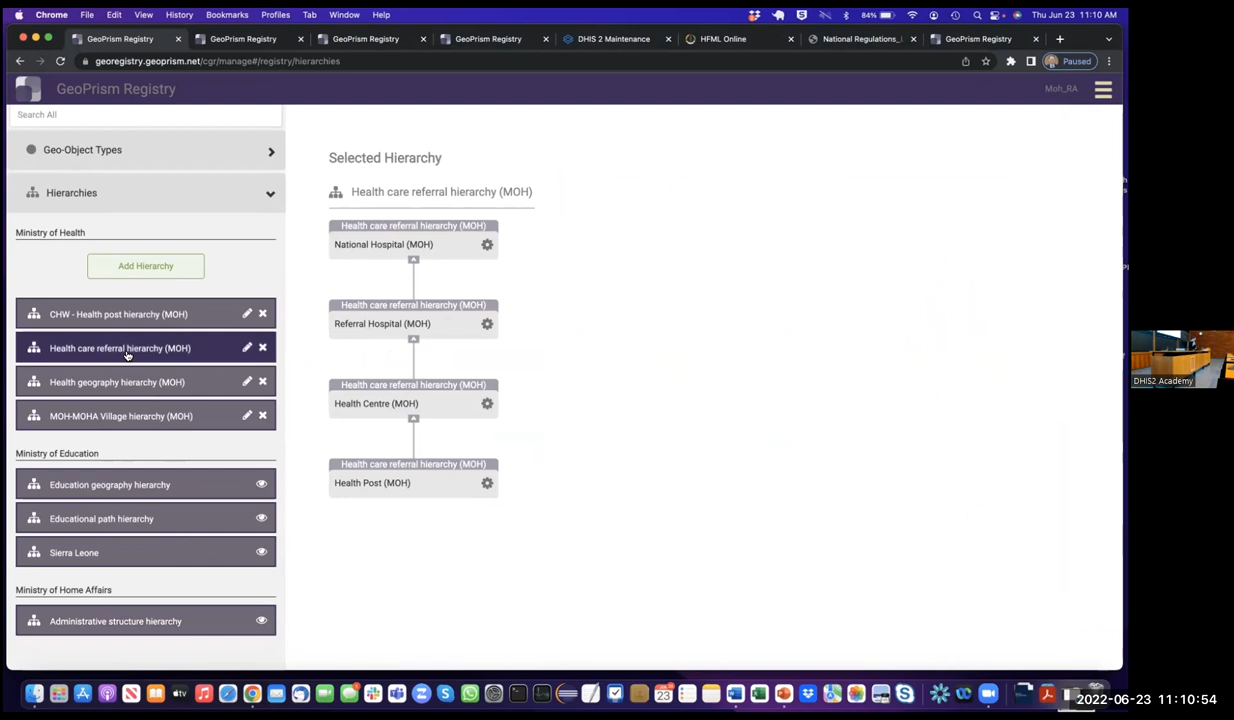 Chrome File Edit View History Bookmarks Profiles Tab Window Help 84% Thu Jun 23 11:10 AM
GeoPrism Registry GeoPrism Registry GeoPrism Registry GeoPrism Registry DHIS 2 Maintenance HFML Online National Regulations_ GeoPrism Registry
georegistry.geoprism.net/cgr/manage#/registry/hierarchies Paused
GeoPrism Registry Moh_RA
Search All
Geo-Object Types
Hierarchies
Ministry of Health
Add Hierarchy
CHW - Health post hierarchy (MOH)
Health care referral hierarchy (MOH)
Health geography hierarchy (MOH)
MOH-MOHA Village hierarchy (MOH)
Ministry of Education
Education geography hierarchy
Educational path hierarchy
Sierra Leone
Ministry of Home Affairs
Administrative structure hierarchy
Selected Hierarchy
Health care referral hierarchy (MOH)
Health care referral hierarchy (MOH)
National Hospital (MOH)
Health care referral hierarchy (MOH)
Referral Hospital (MOH)
Health care referral hierarchy (MOH)
Health Centre (MOH)
Health care referral hierarchy (MOH)
Health Post (MOH)
DHIS2 Academy
2022-06-23 11:10:54